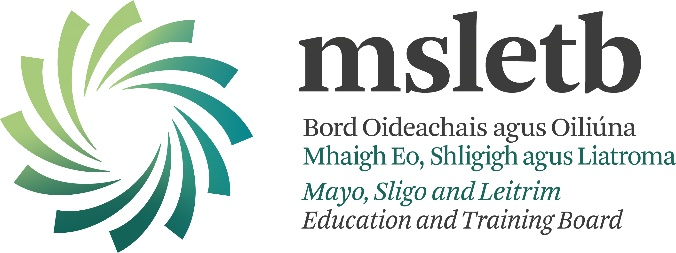 msletb
Bord Oideachais agus Oiliúna
Mhaigh Eo, Shligigh agus Liatroma
Mayo, Sligo and Leitrim
Education and Training Board